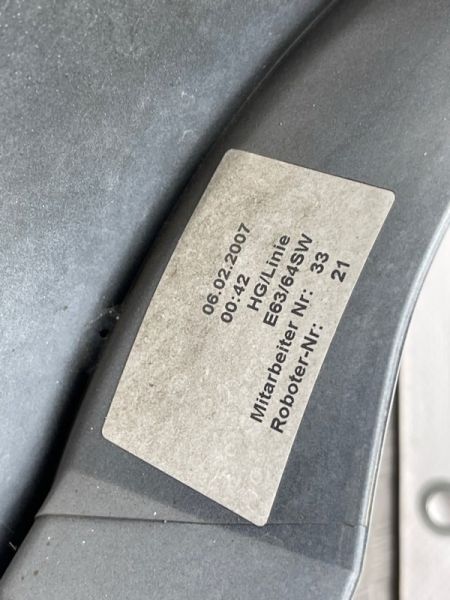 06.02.2007
00:42
HG/Linie
E63/64SW
Mitarbeiter Nr: 33
Roboter-Nr: 21